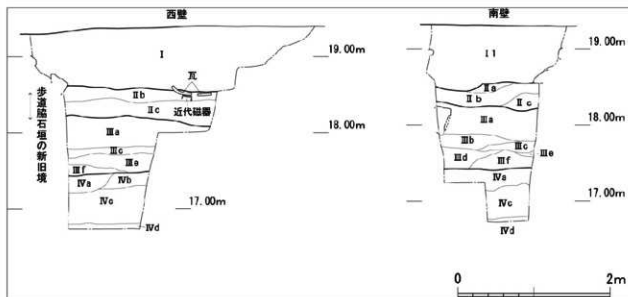 西壁
Ⅰ
19.00m
瓦
Ⅱb
Ⅱc
近代磁器
歩道脇石垣の新旧境
Ⅲa
18.00m
Ⅲc
Ⅲe
Ⅲf
Ⅳa
Ⅳb
Ⅳc
17.00m
Ⅳd
南壁
Ⅰ1
19.00m
Ⅱa
Ⅱb
Ⅱc
Ⅲa
18.00m
Ⅲb
Ⅲc
Ⅲd
Ⅲf
Ⅲe
Ⅳa
17.00m
Ⅳc
Ⅳd
0 2m